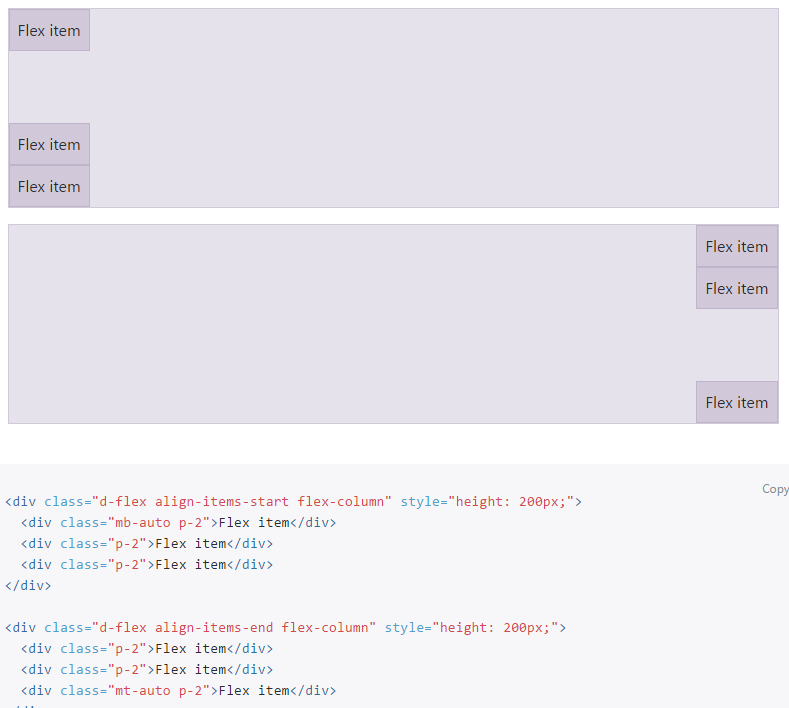 Flex item
Flex item
Flex item
Flex item
Flex item
Flex item
Copy
<div class="d-flex align-items-start flex-column" style="height: 200px;">
  <div class="mb-auto p-2">Flex item</div>
  <div class="p-2">Flex item</div>
  <div class="p-2">Flex item</div>
</div>

<div class="d-flex align-items-end flex-column" style="height: 200px;">
  <div class="p-2">Flex item</div>
  <div class="p-2">Flex item</div>
  <div class="mt-auto p-2">Flex item</div>